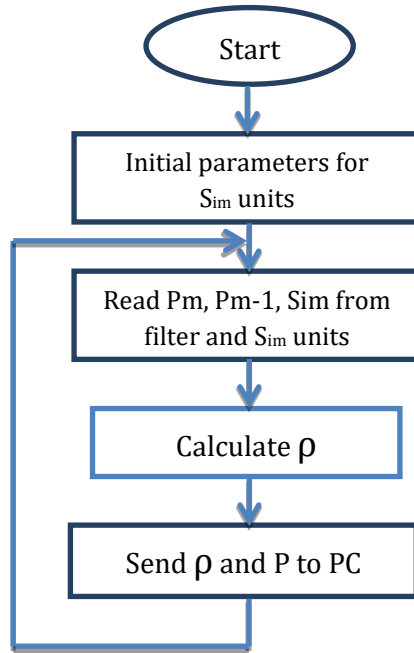 Start
Initial parameters for
Sim units
Read Pm, Pm-1, Sim from
filter and Sim units
Calculate ρ
Send ρ and P to PC